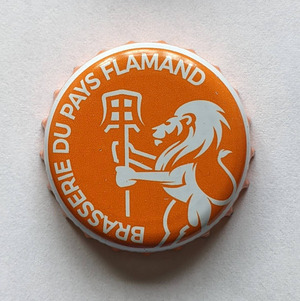 BRASSERIE DU PAYS FLAMAND